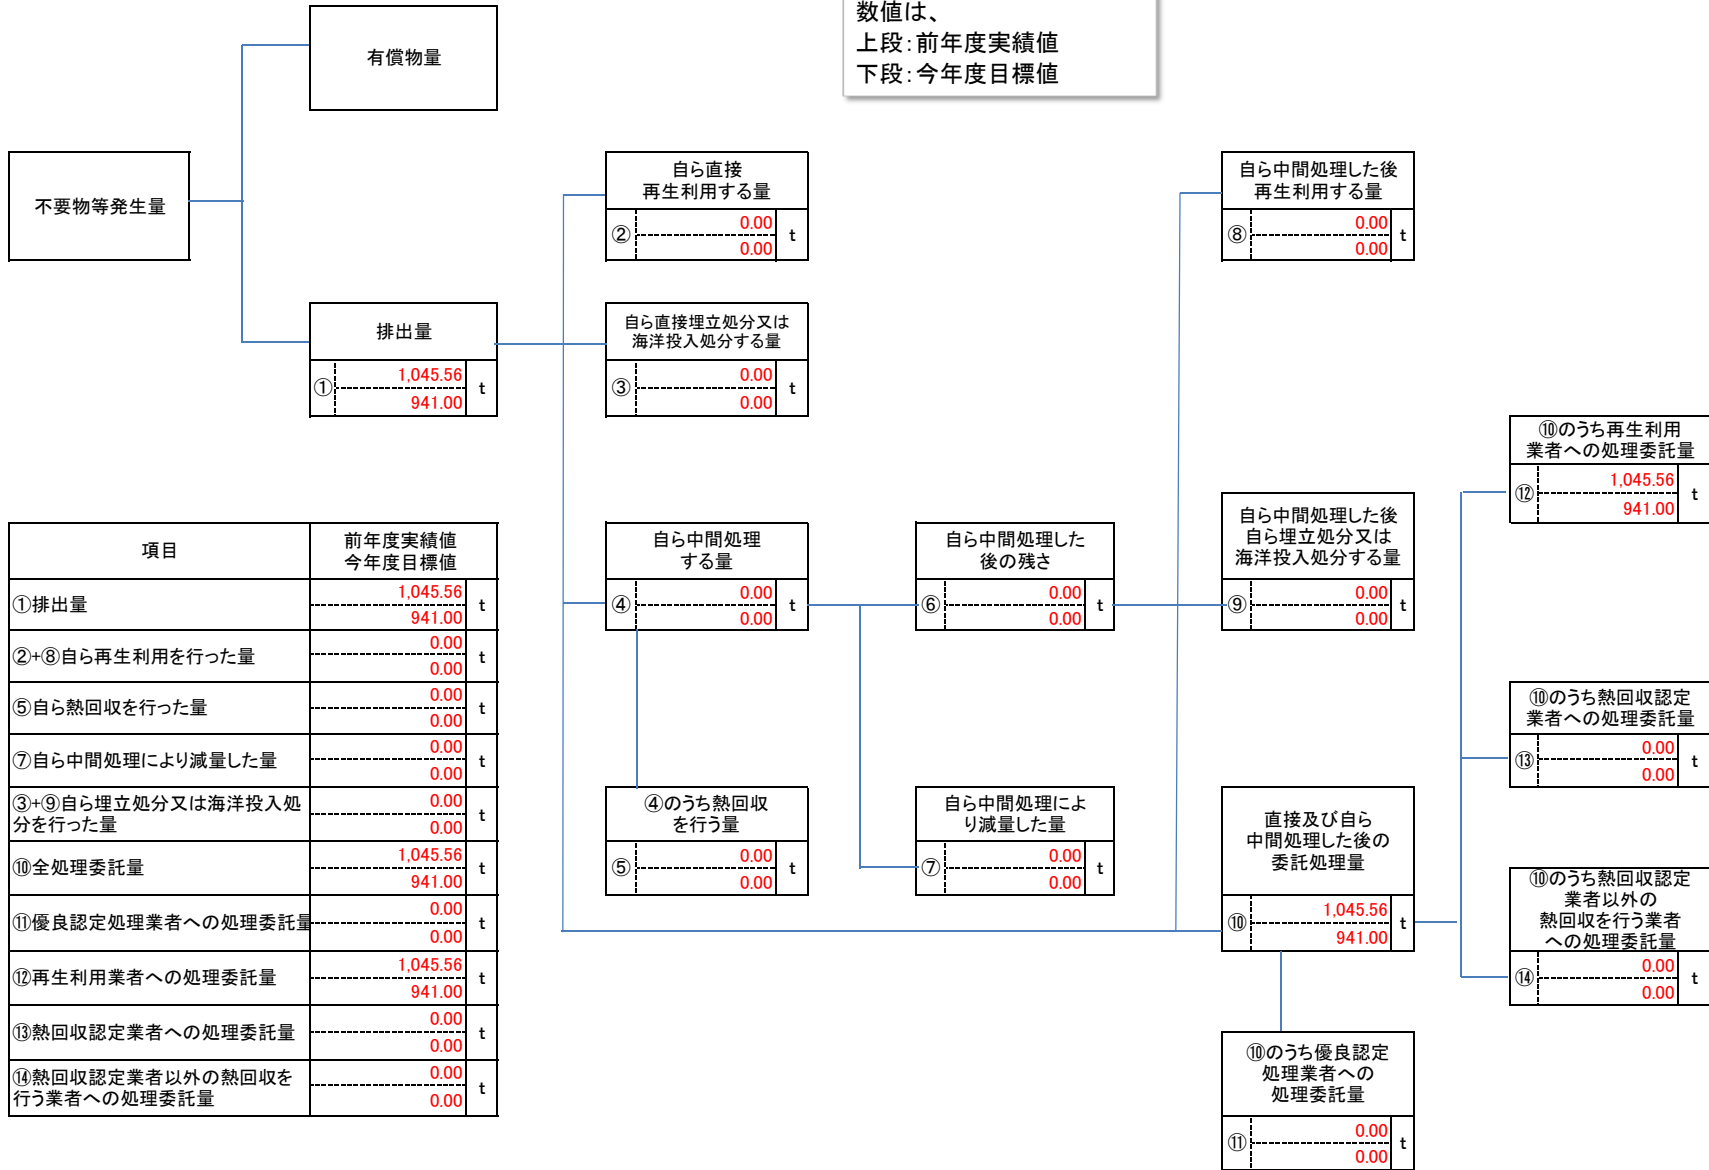 数値は、
上段:前年度実績値
下段:今年度目標値
有償物量
不要物等発生量
排出量
①
1,045.56
941.00
t
自ら直接
再生利用する量
②
0.00
0.00
t
自ら直接埋立処分又は
海洋投入処分する量
③
0.00
0.00
t
自ら中間処理
する量
④
0.00
0.00
t
④のうち熱回収
を行う量
⑤
0.00
0.00
t
自ら中間処理した
後の残さ
⑥
0.00
0.00
t
自ら中間処理によ
り減量した量
⑦
0.00
0.00
t
自ら中間処理した後
再生利用する量
⑧
0.00
0.00
t
自ら中間処理した後
自ら埋立処分又は
海洋投入処分する量
⑨
0.00
0.00
t
直接及び自ら
中間処理した後の
委託処理量
⑩
1,045.56
941.00
t
⑩のうち優良認定
処理業者への
処理委託量
⑪
0.00
0.00
t
⑩のうち再生利用
業者への処理委託量
⑫
1,045.56
941.00
t
⑩のうち熱回収認定
業者への処理委託量
⑬
0.00
0.00
t
⑩のうち熱回収認定
業者以外の
熱回収を行う業者
への処理委託量
⑭
0.00
0.00
t
項目
前年度実績値
今年度目標値
①排出量
1,045.56
941.00
t
②+⑧自ら再生利用を行った量
0.00
0.00
t
⑤自ら熱回収を行った量
0.00
0.00
t
⑦自ら中間処理により減量した量
0.00
0.00
t
③+⑨自ら埋立処分又は海洋投入処
分を行った量
0.00
0.00
t
⑩全処理委託量
1,045.56
941.00
t
⑪優良認定処理業者への処理委託量
0.00
0.00
t
⑫再生利用業者への処理委託量
1,045.56
941.00
t
⑬熱回収認定業者への処理委託量
0.00
0.00
t
⑭熱回収認定業者以外の熱回収を
行う業者への処理委託量
0.00
0.00
t